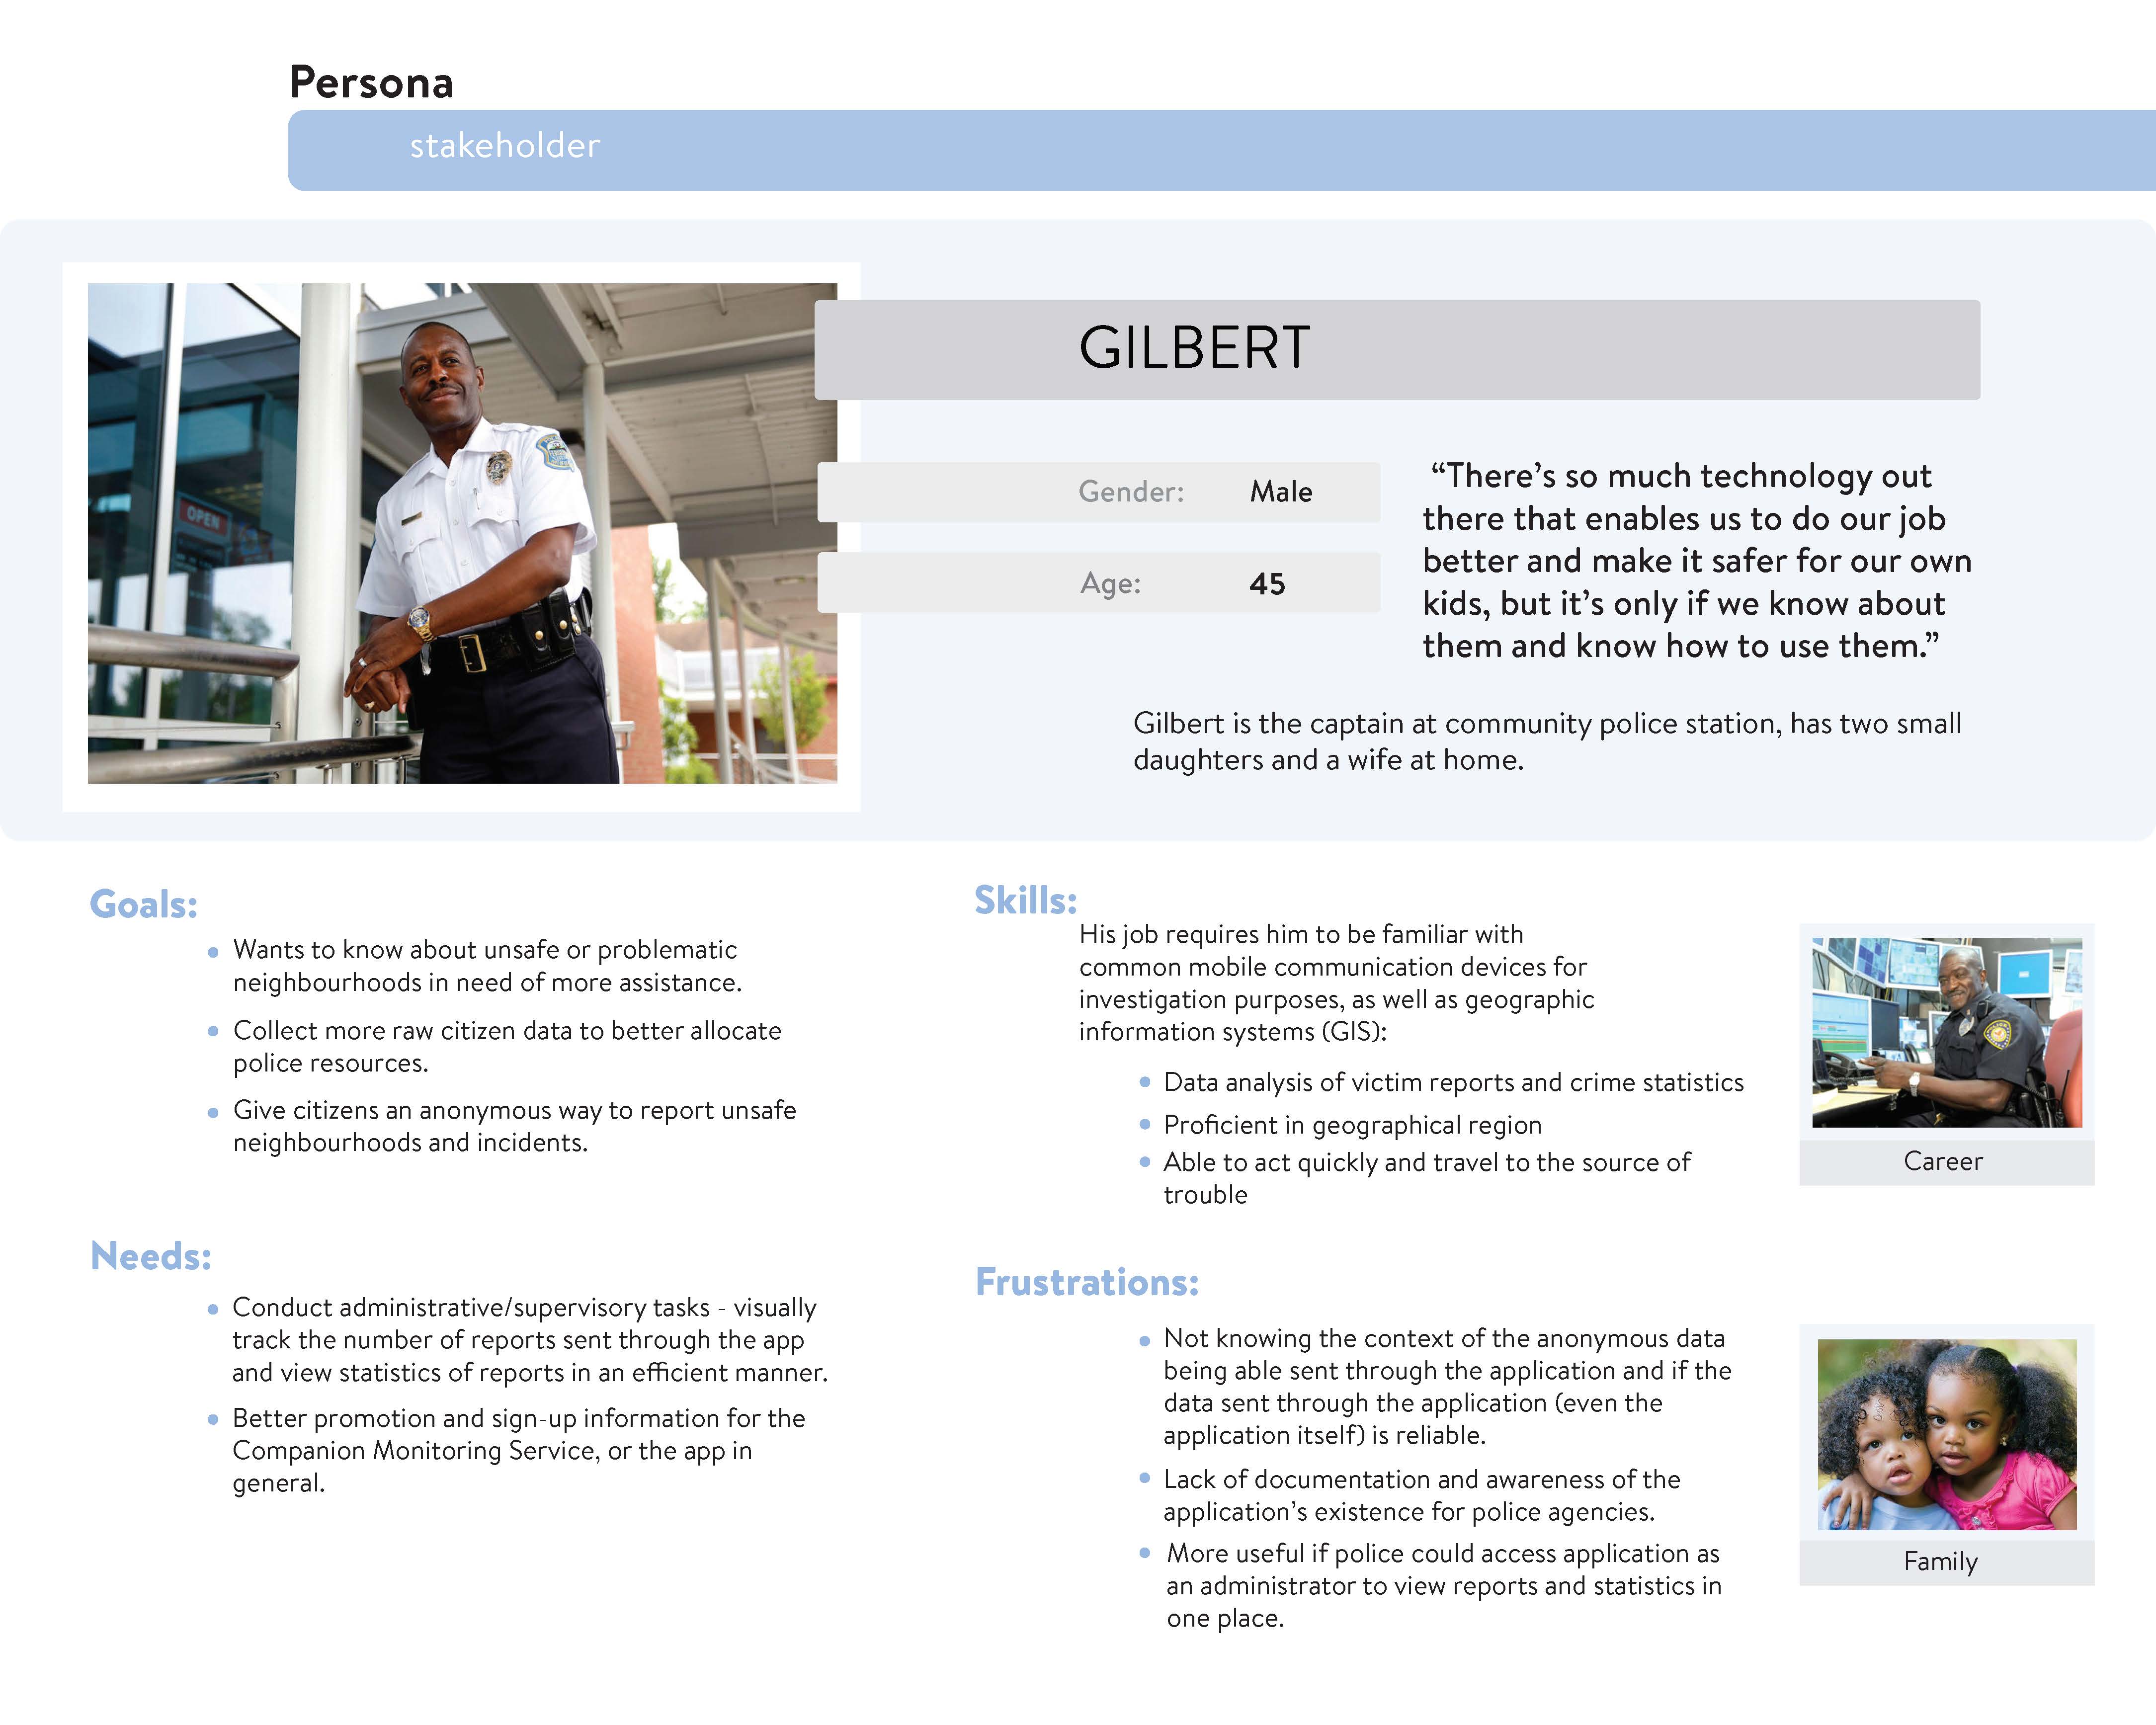 Persona
stakeholder
GILBERT
Gender: Male
Age: 45
“There’s so much technology out
there that enables us to do our job
better and make it safer for our own
kids, but it’s only if we know about
them and know how to use them.”
Gilbert is the captain at community police station, has two small
daughters and a wife at home.
OPEN
Goals:
Wants to know about unsafe or problematic
neighbourhoods in need of more assistance.
Collect more raw citizen data to better allocate
police resources.
Give citizens an anonymous way to report unsafe
neighbourhoods and incidents.
Needs:
Conduct administrative/supervisory tasks - visually
track the number of reports sent through the app
and view statistics of reports in an efficient manner.
Better promotion and sign-up information for the
Companion Monitoring Service, or the app in
general.
Skills:
His job requires him to be familiar with
common mobile communication devices for
investigation purposes, as well as geographic
information systems (GIS):
Data analysis of victim reports and crime statistics
Proficient in geographical region
Able to act quickly and travel to the source of
trouble
Career
Frustrations:
Not knowing the context of the anonymous data
being able sent through the application and if the
data sent through the application (even the
application itself) is reliable.
Lack of documentation and awareness of the
application’s existence for police agencies.
More useful if police could access application as
an administrator to view reports and statistics in
one place.
Family